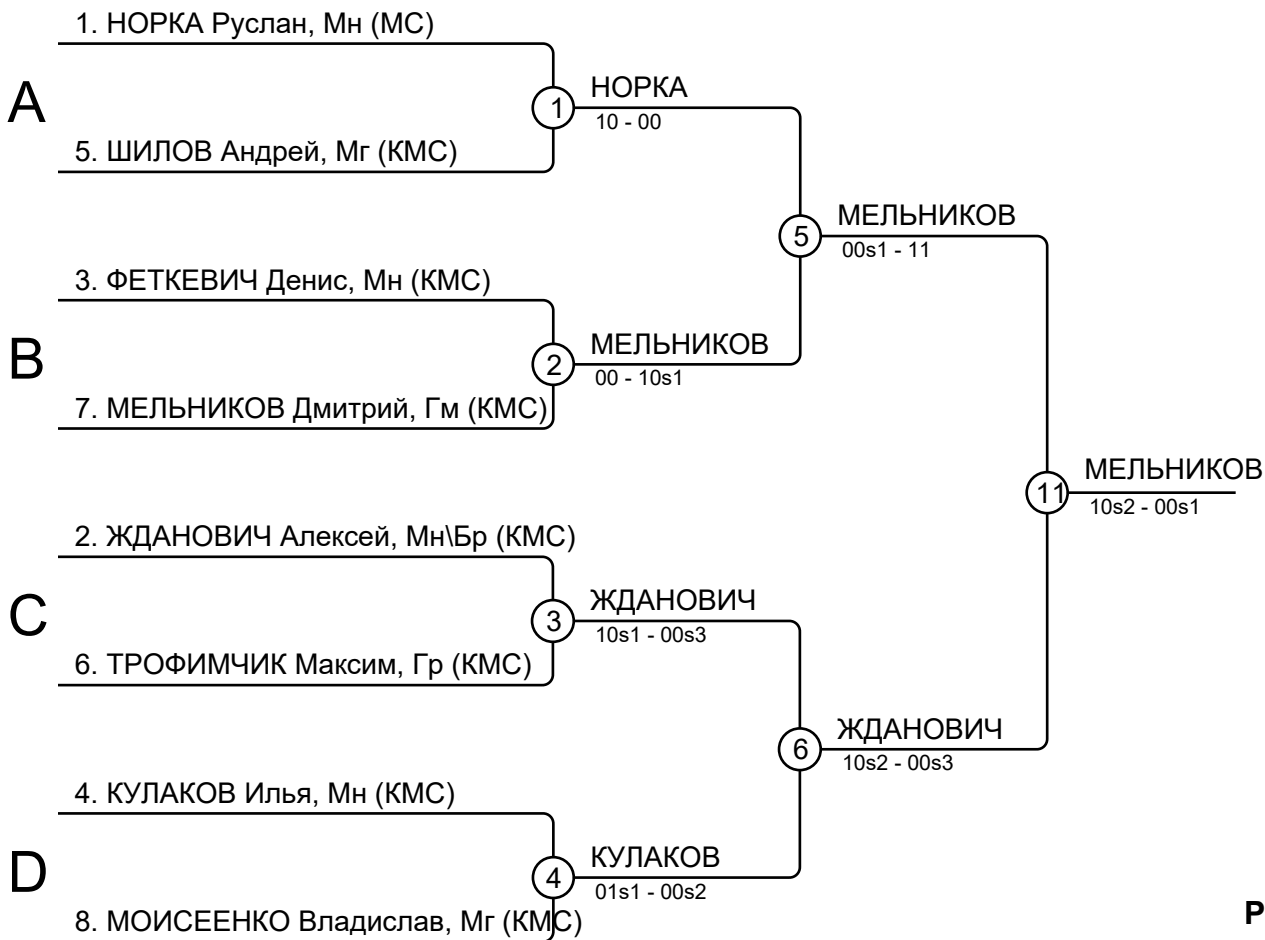 1. НОРКА Руслан, Мн (МС)
A
1
НОРКА
10 - 00
5. ШИЛОВ Андрей, Мг (КМС)
5
МЕЛЬНИКОВ
00s1 - 11
3. ФЕТКЕВИЧ Денис, Мн (КМС)
B
2
МЕЛЬНИКОВ
00 - 10s1
7. МЕЛЬНИКОВ Дмитрий, Гм (КМС)
11
МЕЛЬНИКОВ
10s2 - 00s1
2. ЖДАНОВИЧ Алексей, Мн\Бр (КМС)
C
3
ЖДАНОВИЧ
10s1 - 00s3
6. ТРОФИМЧИК Максим, Гр (КМС)
6
ЖДАНОВИЧ
10s2 - 00s3
4. КУЛАКОВ Илья, Мн (КМС)
D
4
КУЛАКОВ
01s1 - 00s2
8. МОИСЕЕНКО Владислав, Мг (КМС)
Р